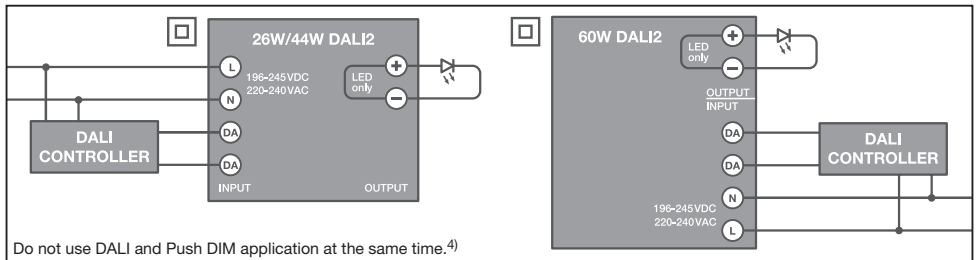 26W/44W DALI2
L
196-245VDC
220-240VAC
N
LED
only
+
−
DA
DA
DALI
CONTROLLER
INPUT
OUTPUT
Do not use DALI and Push DIM application at the same time.4)
60W DALI2
LED
only
+
−
OUTPUT
INPUT
DA
DA
DALI
CONTROLLER
N
196-245VDC
220-240VAC
L